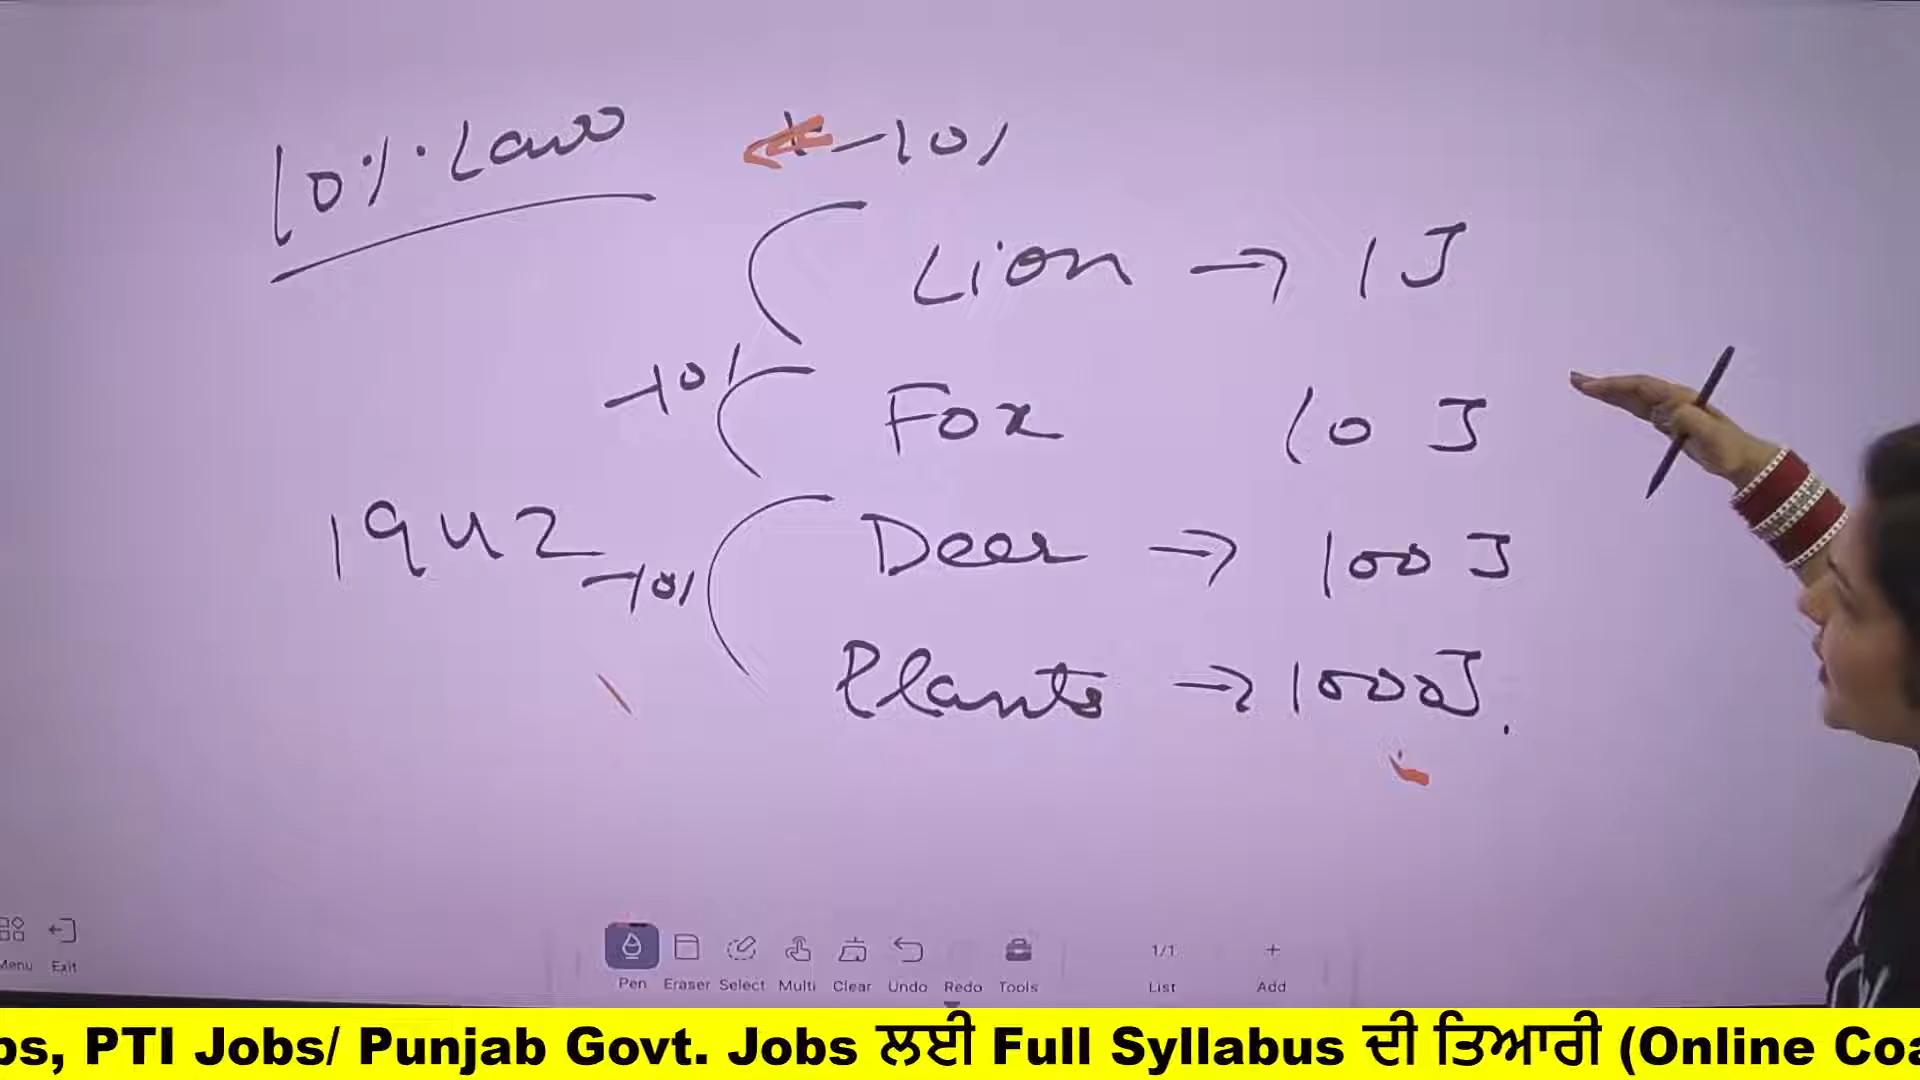 10%. Law
10%
Lion → 1J
10%
Fox 10 J
1942
10%
Deer → 100 J
Plants → 1000J.
Menu Exit
Pen Eraser Select Multi Clear Undo Redo Tools
1/1
List Add
bs, PTI Jobs/ Punjab Govt. Jobs ਲਈ Full Syllabus ਦੀ ਤਿਆਰੀ (Online Coa